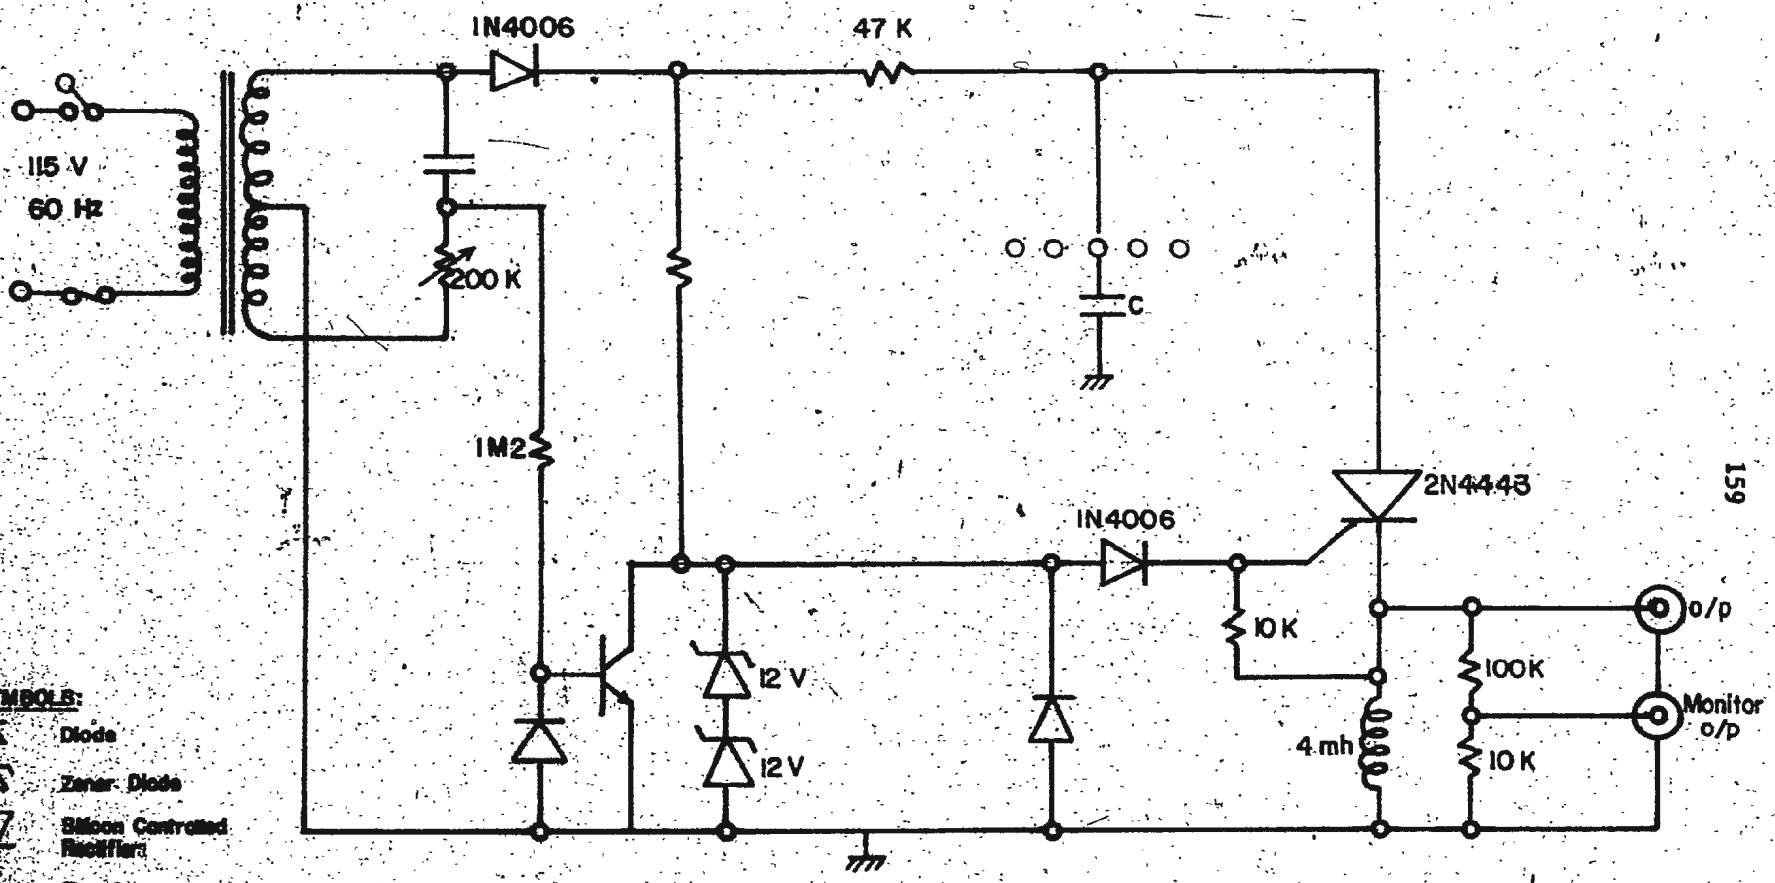 1N4006
47 K
115 V
60 Hz
200 K
1M2
C
2N4443
159
1N4006
10 K
o/p
100K
12 V
Monitor
o/p
4 mh
10 K
12 V
MBOLS:
Diode
Zener Diode
Silicon Controlled
Rectifier